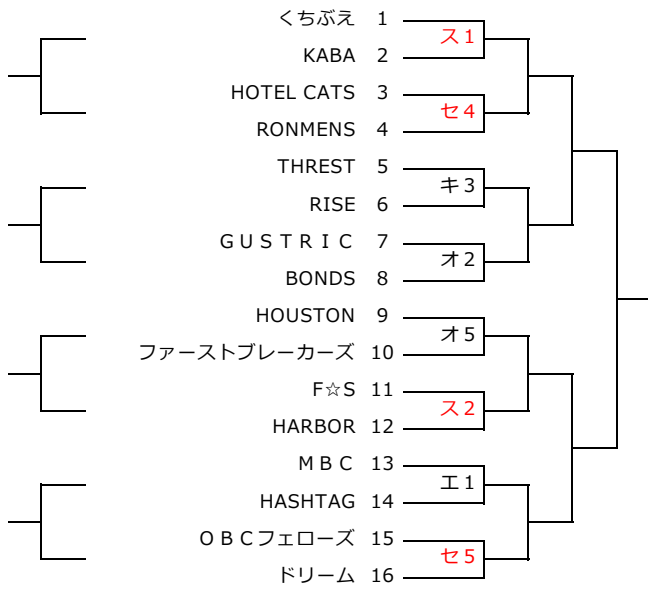 くちぶえ 1
ス1
KABA 2
HOTEL CATS 3
セ4
RONMENS 4
THREST 5
キ3
RISE 6
ＧＵＳＴＲＩＣ 7
オ2
BONDS 8
HOUSTON 9
オ5
ファーストブレーカーズ 10
F☆S 11
ス2
HARBOR 12
ＭＢＣ 13
エ1
HASHTAG 14
ＯＢＣフェローズ 15
セ5
ドリーム 16